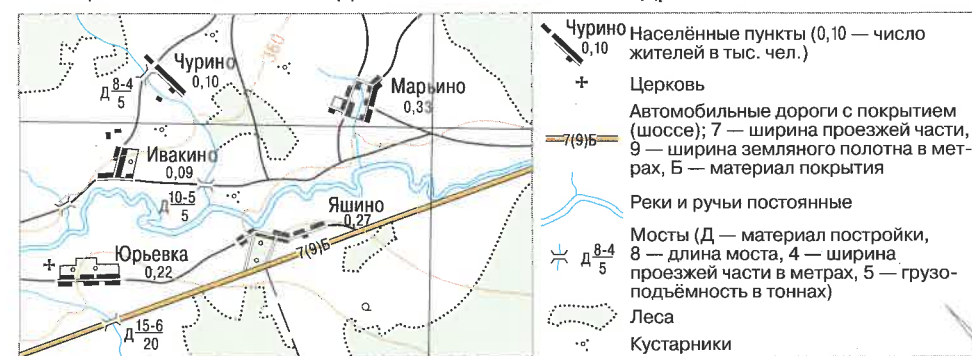 Чурино
0,10
360
Д 8-4
5
Марьино
0,33
Ивакино
0,09
Д 10-5
5
Яшино
0,27
7(9)Б
Юрьевка
0,22
Д 15-6
20
Чурино
0,10
Населённые пункты (0,10 — число
жителей в тыс. чел.)
Церковь
Автомобильные дороги с покрытием
(шоссе); 7 — ширина проезжей части,
9 — ширина земляного полотна в мет-
рах, Б — материал покрытия
7(9)Б
Реки и ручьи постоянные
Мосты (Д — материал постройки,
8 — длина моста, 4 — ширина
проезжей части в метрах, 5 — грузо-
подъёмность в тоннах)
Д 8-4
5
Леса
Кустарники